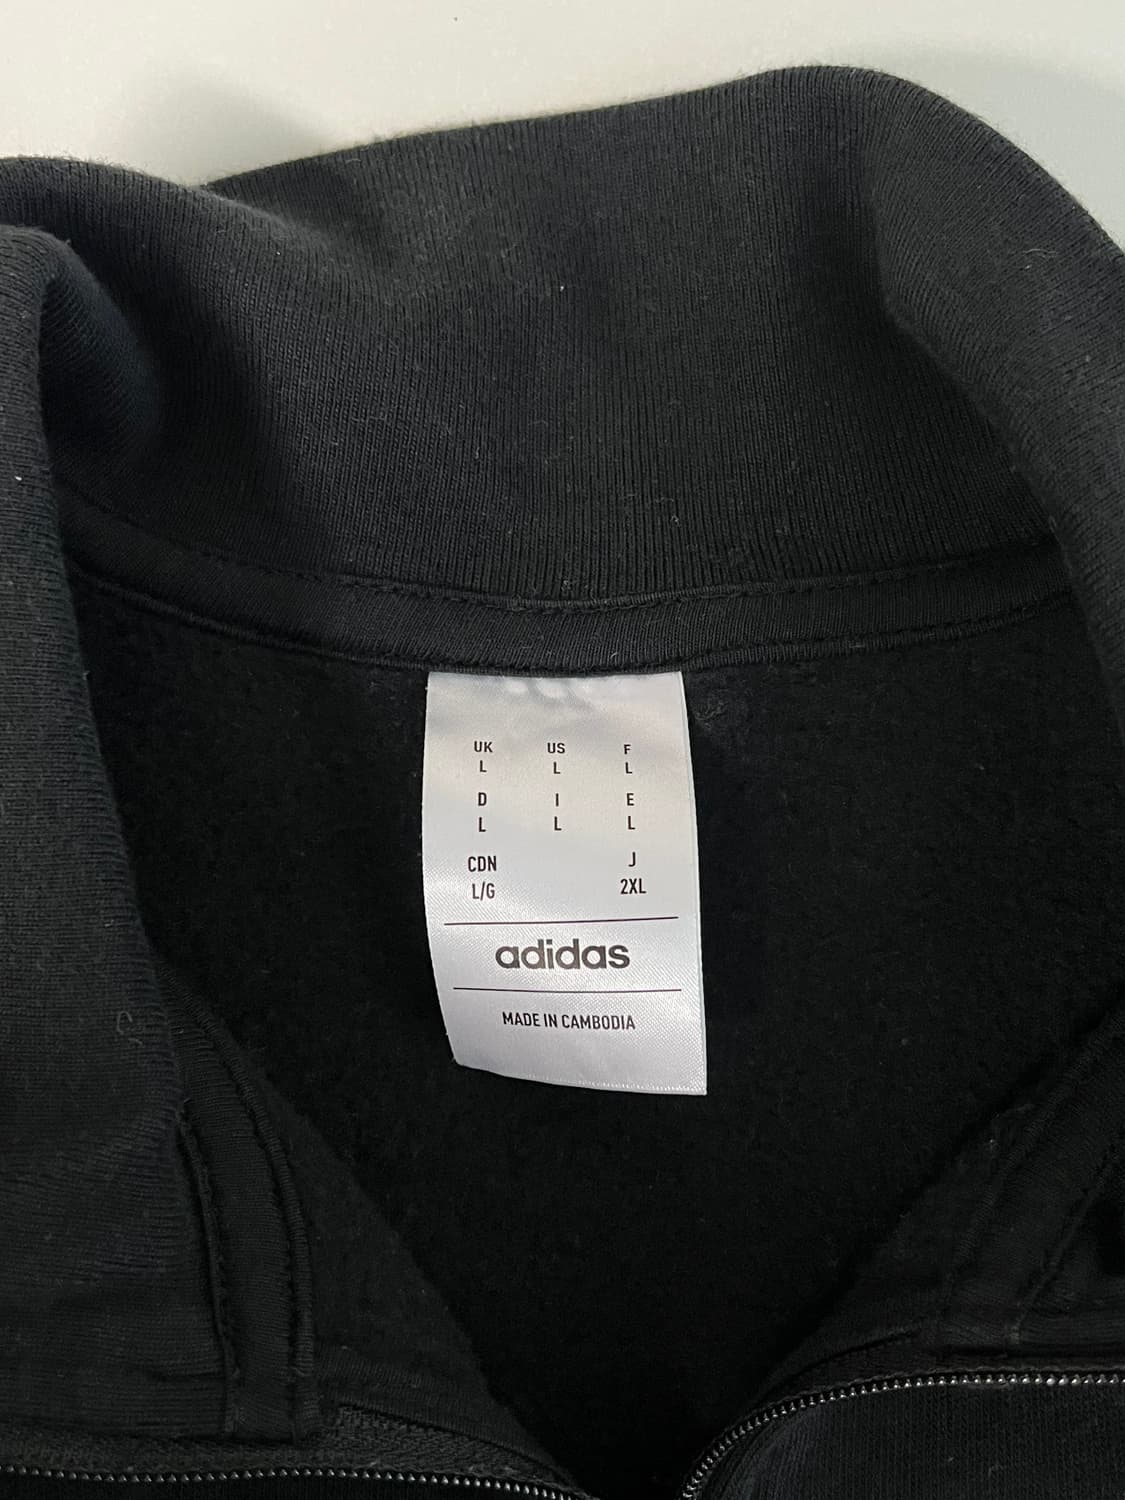 UK US F
L L L
D I E
L L L
CDN J
L/G 2XL
adidas
MADE IN CAMBODIA